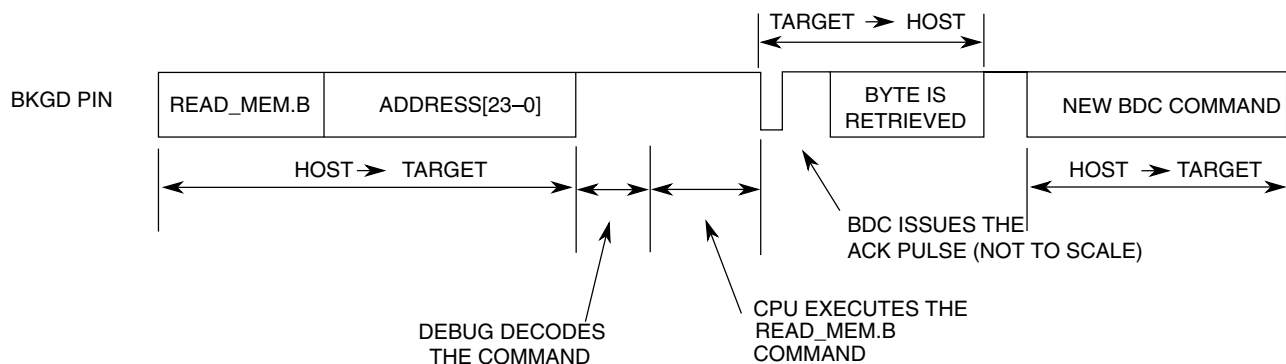 TARGET → HOST
BKGD PIN
READ_MEM.B
ADDRESS[23–0]
BYTE IS
RETRIEVED
NEW BDC COMMAND
HOST → TARGET
HOST → TARGET
BDC ISSUES THE
ACK PULSE (NOT TO SCALE)
DEBUG DECODES
THE COMMAND
CPU EXECUTES THE
READ_MEM.B
COMMAND